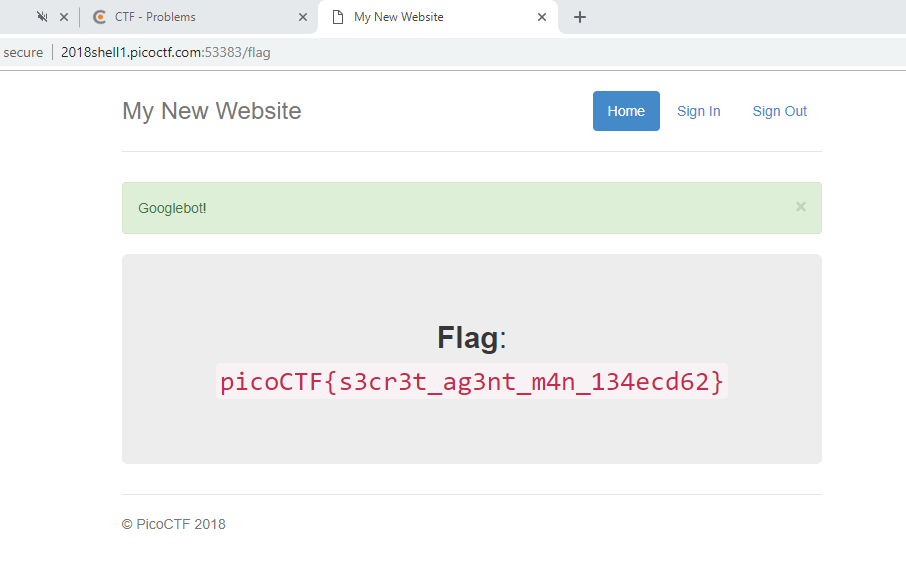 CTF - Problems
My New Website
secure
2018shell1.picoctf.com:53383/flag
My New Website
Home
Sign In
Sign Out
Googlebot!
×
Flag:
picoCTF{s3cr3t_ag3nt_m4n_134ecd62}
© PicoCTF 2018